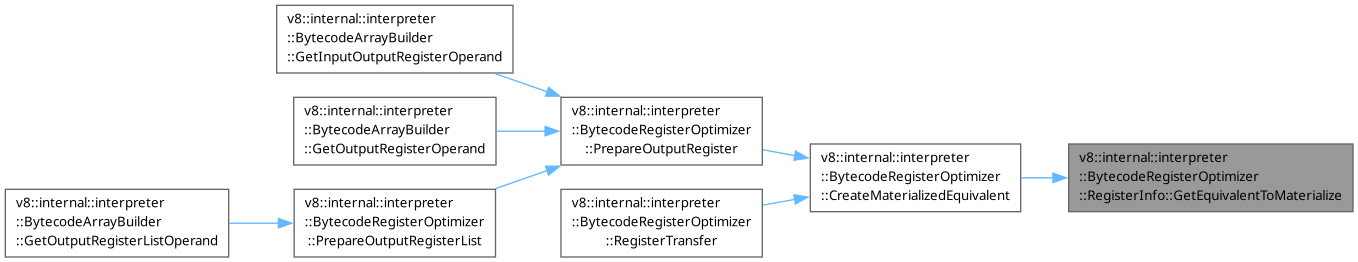 v8::internal::interpreter
::BytecodeArrayBuilder
::GetInputOutputRegisterOperand
v8::internal::interpreter
::BytecodeArrayBuilder
::GetOutputRegisterOperand
v8::internal::interpreter
::BytecodeArrayBuilder
::GetOutputRegisterListOperand
v8::internal::interpreter
::BytecodeRegisterOptimizer
::PrepareOutputRegisterList
v8::internal::interpreter
::BytecodeRegisterOptimizer
::PrepareOutputRegister
v8::internal::interpreter
::BytecodeRegisterOptimizer
::RegisterTransfer
v8::internal::interpreter
::BytecodeRegisterOptimizer
::CreateMaterializedEquivalent
v8::internal::interpreter
::BytecodeRegisterOptimizer
::RegisterInfo::GetEquivalentToMaterialize